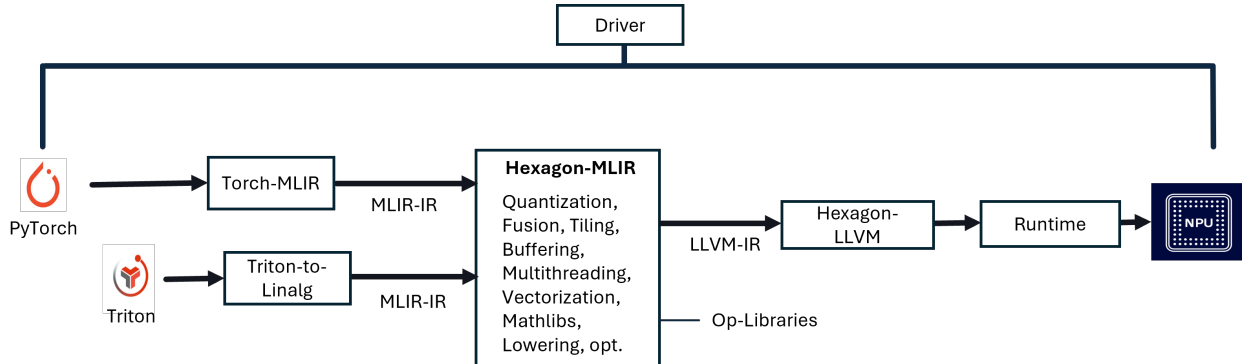 Driver
PyTorch
Torch-MLIR
MLIR-IR
Triton
Triton-to-
Linalg
MLIR-IR
Hexagon-MLIR
Quantization,
Fusion, Tiling,
Buffering,
Multithreading,
Vectorization,
Mathlibs,
Lowering, opt.
LLVM-IR
Op-Libraries
Hexagon-
LLVM
Runtime
NPU